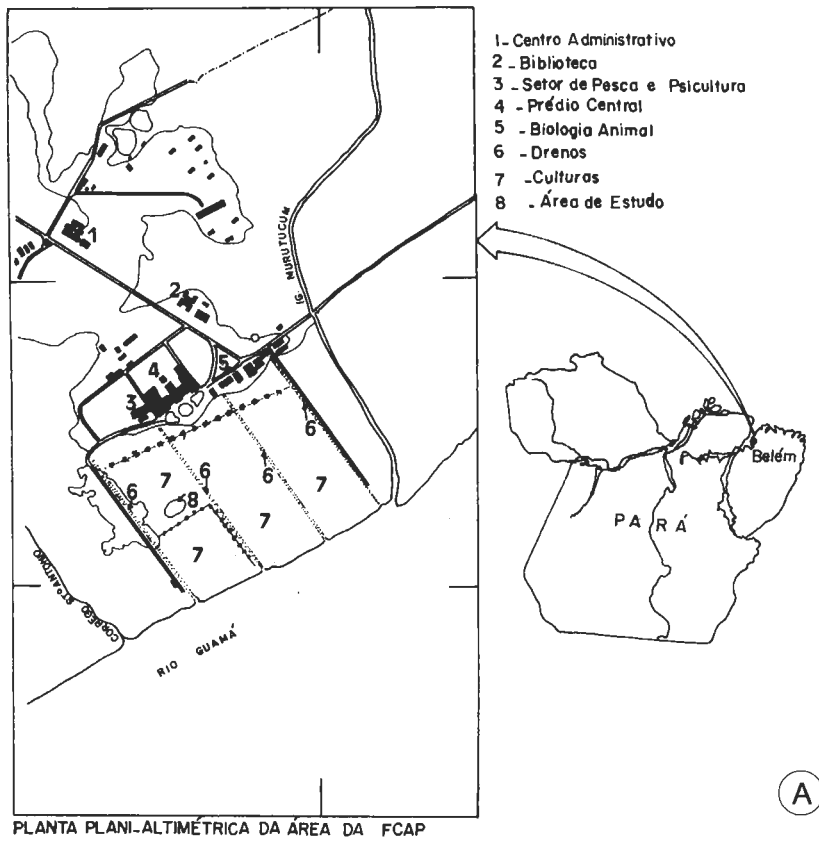 1-Centro Administrativo
2-Biblioteca
3-Setor de Pesca e Psicultura
4-Prédio Central
5-Biologia Animal
6-Drenos
7-Culturas
8-Área de Estudo
1
IG MURUTUCUM
2
5
4
3
6
7
6
6
6
8
7
7
7
CORREGO STº ANTONIO
RIO GUAMÁ
Belém
PARÁ
A
PLANTA PLANI-ALTIMÉTRICA DA ÁREA DA FCAP